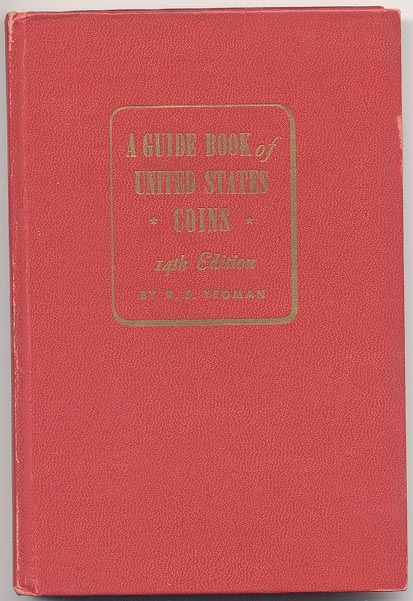 A GUIDE BOOK of
UNITED STATES
* COINS *
14th Edition
BY R. S. YEOMAN